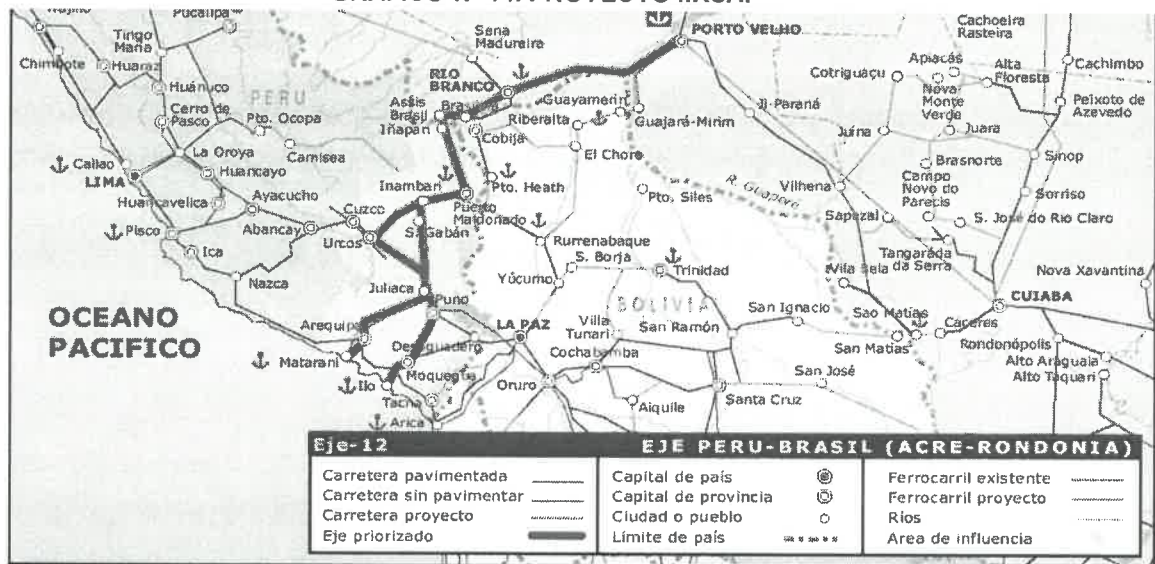 Trujillo
Pucallpa
Tingo
María
Chimbote
Huaraz
Huánuco
Cerro de
Pasco
PERU
Pto. Ocopa
Camisea
La Oroya
Callao
LIMA
Huancayo
Huancavelica
Ayacucho
Pisco
Ica
Abancay
Nazca
Cuzco
Urcos
Inambari
S. Gabán
Juliaca
Puno
Arequipa
Matarani
Desaguadero
Moquegua
Ilo
Tacna
Arica
OCEANO
PACIFICO
Sena
Madureira
RIO
BRANCO
PORTO VELHO
Assis
Brasil
Iñapari
Cobija
Guayamerin
Riberalta
Guajará-Mirim
El Choro
Pto. Heath
Puerto
Maldonado
Pto. Siles
R. Guaporé
Rurrenabaque
S. Borja
Yúcumo
Trinidad
BOLIVIA
LA PAZ
Villa
Tunari
San Ramón
San Ignacio
Cochabamba
Oruro
Aiquile
Santa Cruz
San José
Ji-Paraná
Vilhena
Cachoeira
Rasteira
Cotriguaçu
Apiacás
Nova
Monte
Verde
Alta
Floresta
Cachimbo
Peixoto de
Azevedo
Juína
Juara
Brasnorte
Sinop
Campo
Novo do
Parecis
Sorriso
Sapezal
S. José do Rio Claro
Tangará
da Serra
Vila Bela
Nova Xavantina
CUIABA
Sao Matias
San Matías
Cáceres
Rondonópolis
Alto Araguaia
Alto Taquari
Eje-12
EJE PERU-BRASIL (ACRE-RONDONIA)
Carretera pavimentada
Carretera sin pavimentar
Carretera proyecto
Eje priorizado
Capital de país
Capital de provincia
Ciudad o pueblo
Límite de país
Ferrocarril existente
Ferrocarril proyecto
Rios
Area de influencia